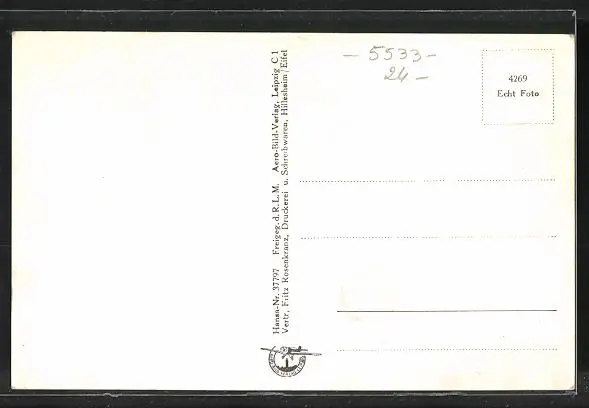 Hansa-Nr. 37797 Freigeg. d. R. L. M. Aero-Bild-Verlag, Leipzig C 1
Vertr. Fritz Rosenkranz, Druckerei u. Schreibwaren, Hillesheim/Eifel
- 5533 -
24 -
4269
Echt Foto